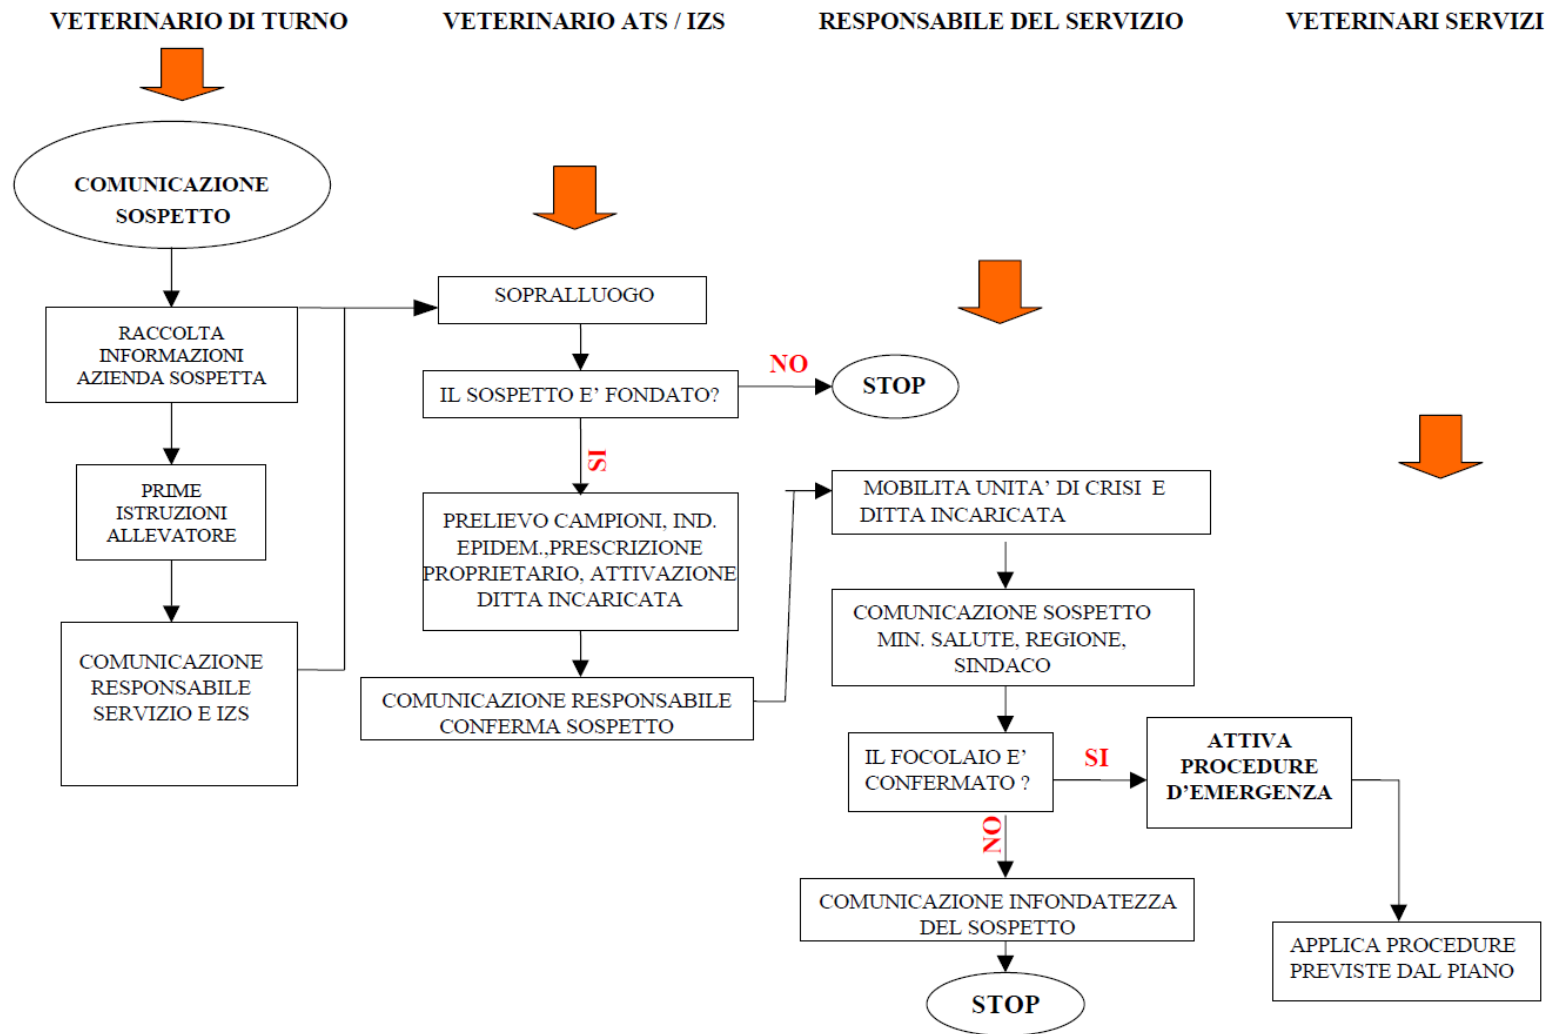 VETERINARIO DI TURNO
VETERINARIO ATS / IZS
RESPONSABILE DEL SERVIZIO
VETERINARI SERVIZI
COMUNICAZIONE
SOSPETTO
RACCOLTA
INFORMAZIONI
AZIENDA SOSPETTA
PRIME
ISTRUZIONI
ALLEVATORE
COMUNICAZIONE
RESPONSABILE
SERVIZIO E IZS
SOPRALLUOGO
IL SOSPETTO E’ FONDATO?
NO
STOP
SI
PRELIEVO CAMPIONI, IND.
EPIDEM.,PRESCRIZIONE
PROPRIETARIO, ATTIVAZIONE
DITTA INCARICATA
COMUNICAZIONE RESPONSABILE
CONFERMA SOSPETTO
MOBILITA UNITA’ DI CRISI E
DITTA INCARICATA
COMUNICAZIONE SOSPETTO
MIN. SALUTE, REGIONE,
SINDACO
IL FOCOLAIO E’
CONFERMATO ?
SI
ATTIVA
PROCEDURE
D’EMERGENZA
NO
COMUNICAZIONE INFONDATEZZA
DEL SOSPETTO
STOP
APPLICA PROCEDURE
PREVISTE DAL PIANO